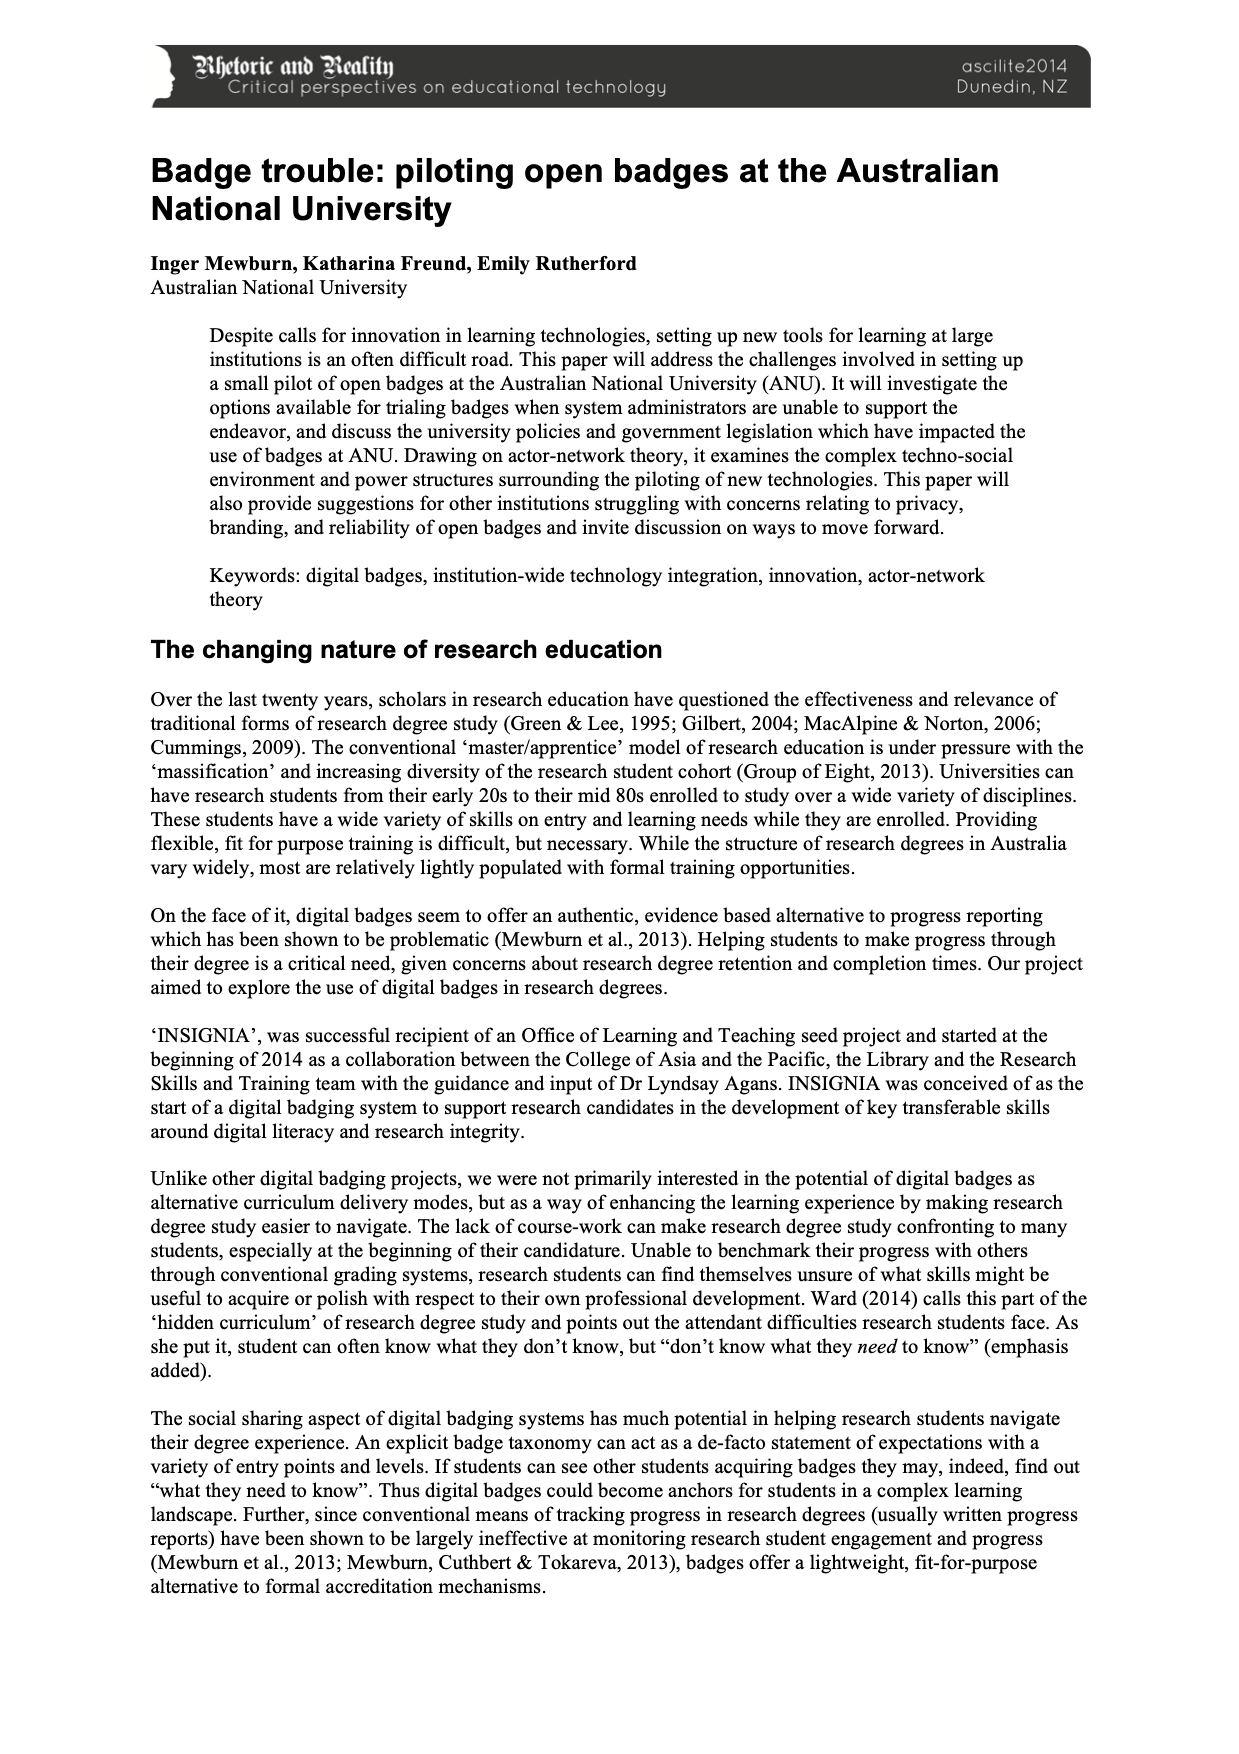 Rhetoric and Reality
Critical perspectives on educational technology
ascilite2014
Dunedin, NZ
Badge trouble: piloting open badges at the Australian
National University
Inger Mewburn, Katharina Freund, Emily Rutherford
Australian National University
Despite calls for innovation in learning technologies, setting up new tools for learning at large
institutions is an often difficult road. This paper will address the challenges involved in setting up
a small pilot of open badges at the Australian National University (ANU). It will investigate the
options available for trialing badges when system administrators are unable to support the
endeavor, and discuss the university policies and government legislation which have impacted the
use of badges at ANU. Drawing on actor-network theory, it examines the complex techno-social
environment and power structures surrounding the piloting of new technologies. This paper will
also provide suggestions for other institutions struggling with concerns relating to privacy,
branding, and reliability of open badges and invite discussion on ways to move forward.
Keywords: digital badges, institution-wide technology integration, innovation, actor-network
theory
The changing nature of research education
Over the last twenty years, scholars in research education have questioned the effectiveness and relevance of
traditional forms of research degree study (Green & Lee, 1995; Gilbert, 2004; MacAlpine & Norton, 2006;
Cummings, 2009). The conventional ‘master/apprentice’ model of research education is under pressure with the
‘massification’ and increasing diversity of the research student cohort (Group of Eight, 2013). Universities can
have research students from their early 20s to their mid 80s enrolled to study over a wide variety of disciplines.
These students have a wide variety of skills on entry and learning needs while they are enrolled. Providing
flexible, fit for purpose training is difficult, but necessary. While the structure of research degrees in Australia
vary widely, most are relatively lightly populated with formal training opportunities.
On the face of it, digital badges seem to offer an authentic, evidence based alternative to progress reporting
which has been shown to be problematic (Mewburn et al., 2013). Helping students to make progress through
their degree is a critical need, given concerns about research degree retention and completion times. Our project
aimed to explore the use of digital badges in research degrees.
‘INSIGNIA’, was successful recipient of an Office of Learning and Teaching seed project and started at the
beginning of 2014 as a collaboration between the College of Asia and the Pacific, the Library and the Research
Skills and Training team with the guidance and input of Dr Lyndsay Agans. INSIGNIA was conceived of as the
start of a digital badging system to support research candidates in the development of key transferable skills
around digital literacy and research integrity.
Unlike other digital badging projects, we were not primarily interested in the potential of digital badges as
alternative curriculum delivery modes, but as a way of enhancing the learning experience by making research
degree study easier to navigate. The lack of course-work can make research degree study confronting to many
students, especially at the beginning of their candidature. Unable to benchmark their progress with others
through conventional grading systems, research students can find themselves unsure of what skills might be
useful to acquire or polish with respect to their own professional development. Ward (2014) calls this part of the
‘hidden curriculum’ of research degree study and points out the attendant difficulties research students face. As
she put it, student can often know what they don’t know, but “don’t know what they need to know” (emphasis
added).
The social sharing aspect of digital badging systems has much potential in helping research students navigate
their degree experience. An explicit badge taxonomy can act as a de-facto statement of expectations with a
variety of entry points and levels. If students can see other students acquiring badges they may, indeed, find out
“what they need to know”. Thus digital badges could become anchors for students in a complex learning
landscape. Further, since conventional means of tracking progress in research degrees (usually written progress
reports) have been shown to be largely ineffective at monitoring research student engagement and progress
(Mewburn et al., 2013; Mewburn, Cuthbert & Tokareva, 2013), badges offer a lightweight, fit-for-purpose
alternative to formal accreditation mechanisms.